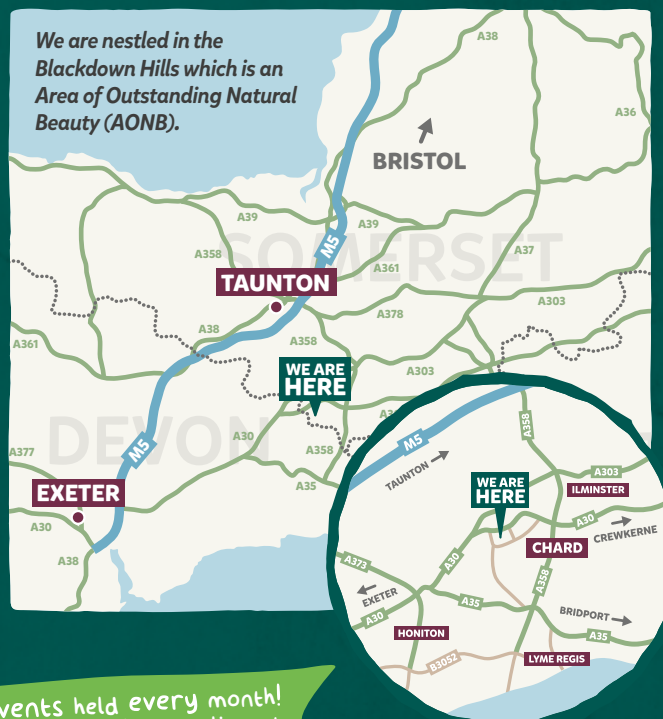 We are nestled in the
Blackdown Hills which is an
Area of Outstanding Natural
Beauty (AONB).
A38
A36
BRISTOL
A39
A39
A358
SOMERSET
M5
A37
A361
TAUNTON
A303
A378
A38
A361
A358
WE ARE
HERE
A303
DEVON
A30
A358
A377
M5
A35
EXETER
A30
A38
M5
A358
TAUNTON
A303
WE ARE
HERE
ILMINSTER
A30
CREWKERNE
CHARD
A373
A30
A358
EXETER
A35
BRIDPORT
A30
A35
HONITON
B3052
LYME REGIS
held every month!